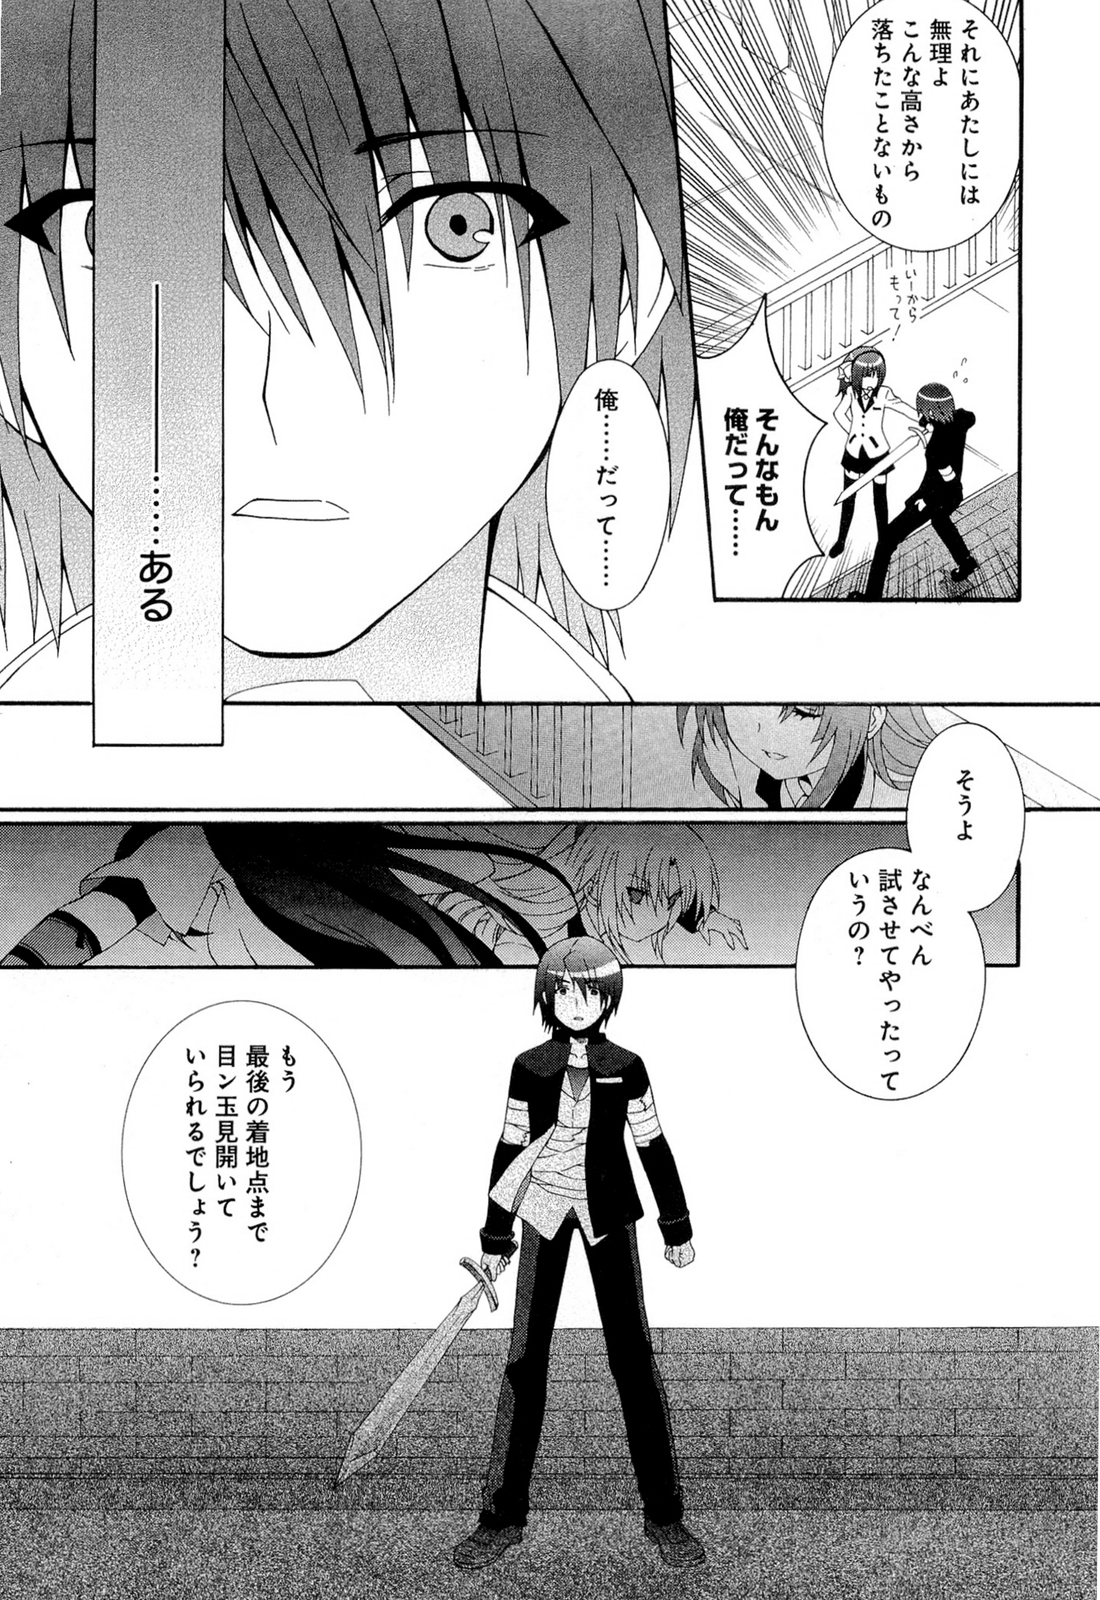 それにあたしには
無理よ
こんな高さから
落ちたことないもの
いーから
もって!
そんなもん
俺だって……
俺……だって……
――……ある
そうよ
なんべん
試させてやったって
いうの?
もう
最後の着地点まで
目ン玉見開いて
いられるでしょう?